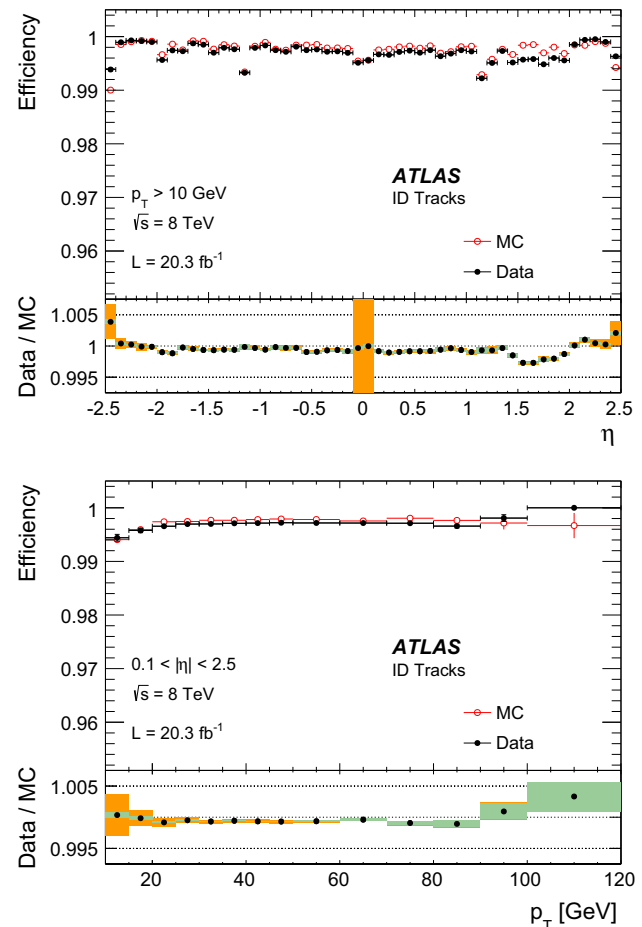 Efficiency
1
0.99
0.98
0.97
0.96
ATLAS
p_T > 10 GeV
ID Tracks
√s = 8 TeV
MC
L = 20.3 fb⁻¹
Data
Data / MC
1.005
1
0.995
-2.5 -2 -1.5 -1 -0.5 0 0.5 1 1.5 2 2.5
η
Efficiency
1
0.99
0.98
0.97
0.96
ATLAS
0.1 < |η| < 2.5
ID Tracks
√s = 8 TeV
MC
L = 20.3 fb⁻¹
Data
Data / MC
1.005
1
0.995
20 40 60 80 100 120
p_T [GeV]